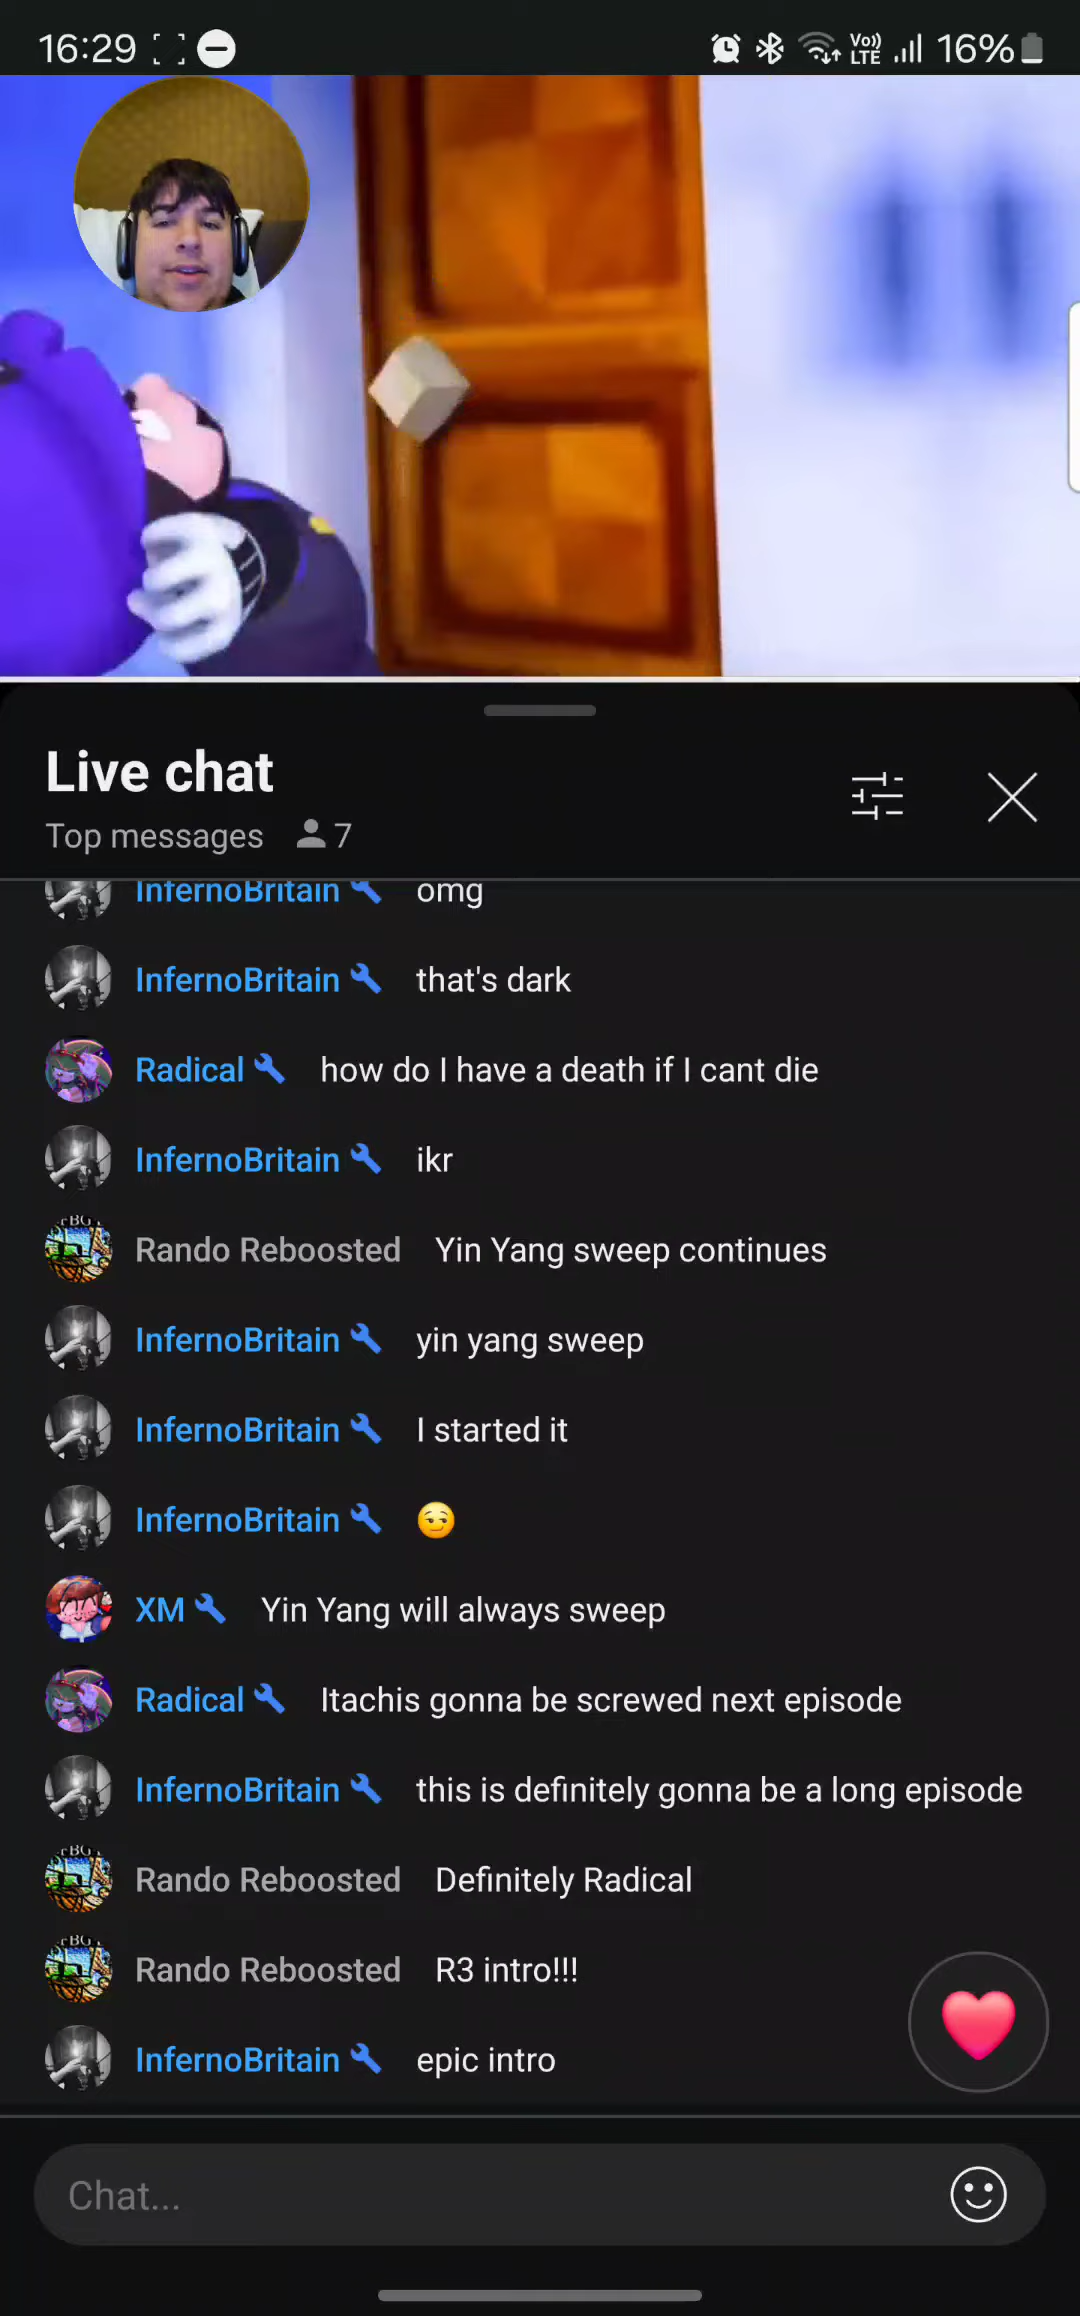 16:29
Vo)) LTE 16%
Live chat
Top messages 7
InfernoBritain omg
InfernoBritain that's dark
Radical how do I have a death if I cant die
InfernoBritain ikr
Rando Reboosted Yin Yang sweep continues
InfernoBritain yin yang sweep
InfernoBritain I started it
InfernoBritain 😏
XM Yin Yang will always sweep
Radical Itachis gonna be screwed next episode
InfernoBritain this is definitely gonna be a long episode
Rando Reboosted Definitely Radical
Rando Reboosted R3 intro!!!
InfernoBritain epic intro
Chat...